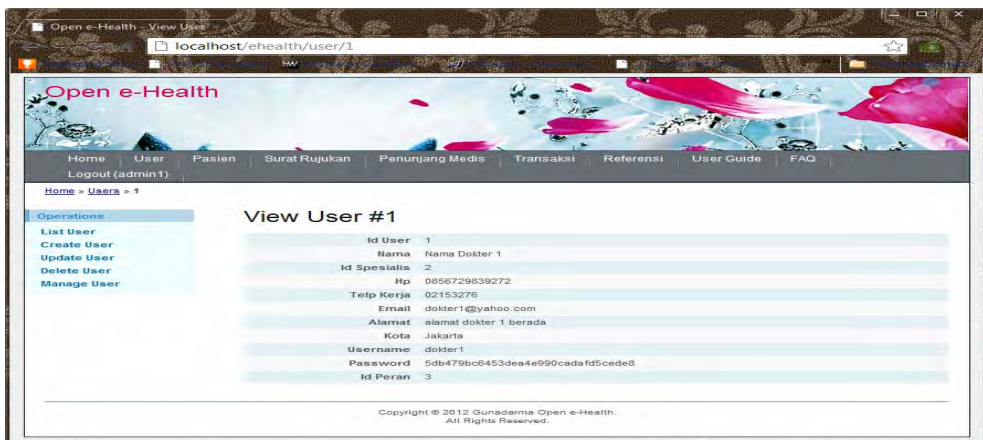 Open e-Health - View User
localhost/ehealth/user/1
Open e-Health
Home User Pasien Surat Rujukan Penunjang Medis Transaksi Referensi User Guide FAQ
Logout (admin1)
Home » Users » 1
Operations
List User
Create User
Update User
Delete User
Manage User
View User #1
Id User 1
Nama Nama Dokter 1
Id Spesialis 2
Hp 0856729839272
Telp Kerja 02153276
Email dokter1@yahoo.com
Alamat alamat dokter 1 berada
Kota Jakarta
Username dokter1
Password 5db479bc6453dea4e990cadafd5cede8
Id Peran 3
Copyright © 2012 Gunadarma Open e-Health.
All Rights Reserved.